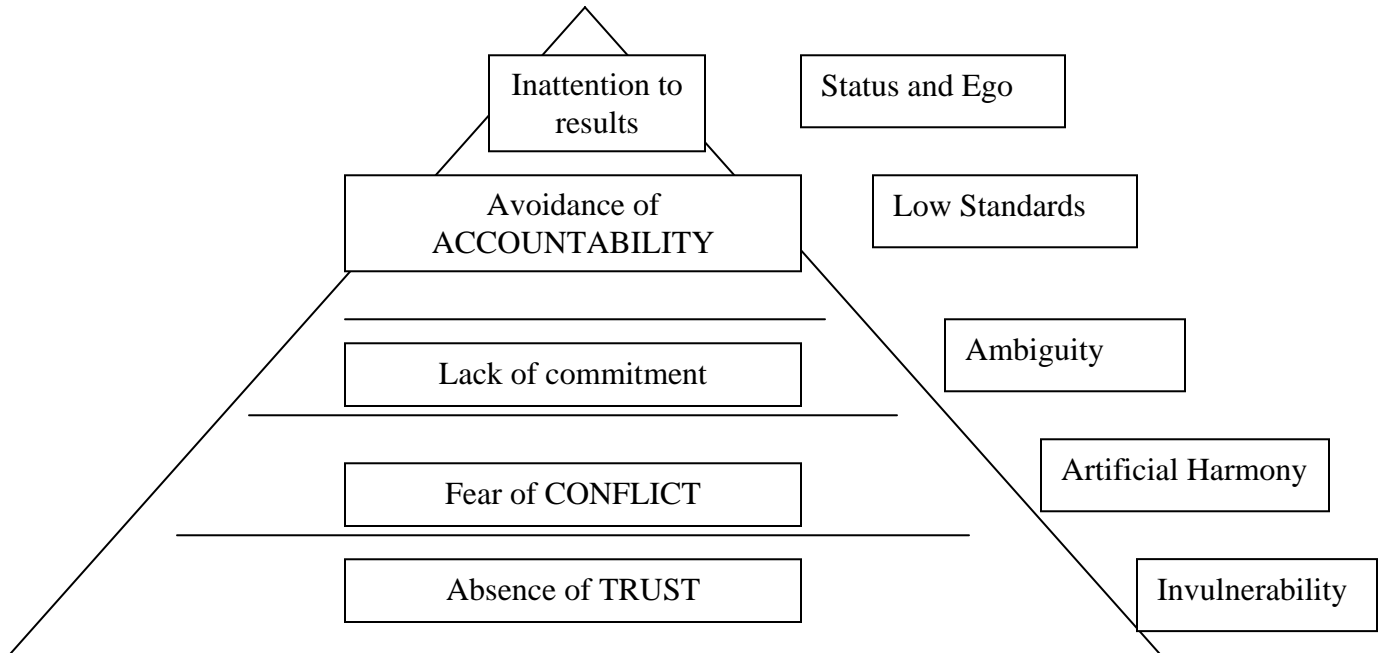 Inattention to
results
Status and Ego
Avoidance of
ACCOUNTABILITY
Low Standards
Ambiguity
Lack of commitment
Artificial Harmony
Fear of CONFLICT
Absence of TRUST
Invulnerability